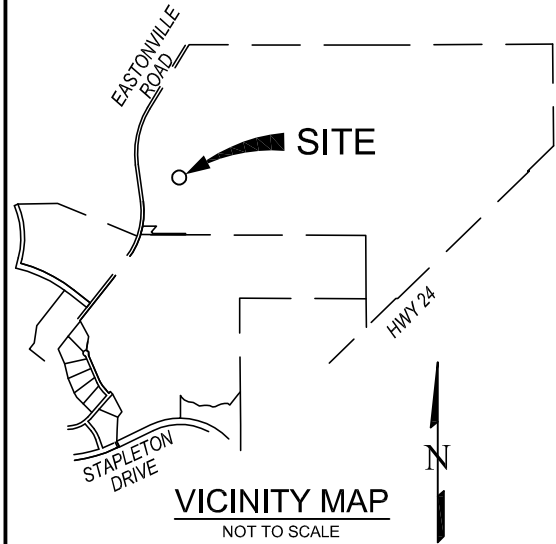 EASTONVILLE
ROAD
SITE
HWY 24
STAPLETON
DRIVE
N
VICINITY MAP
NOT TO SCALE